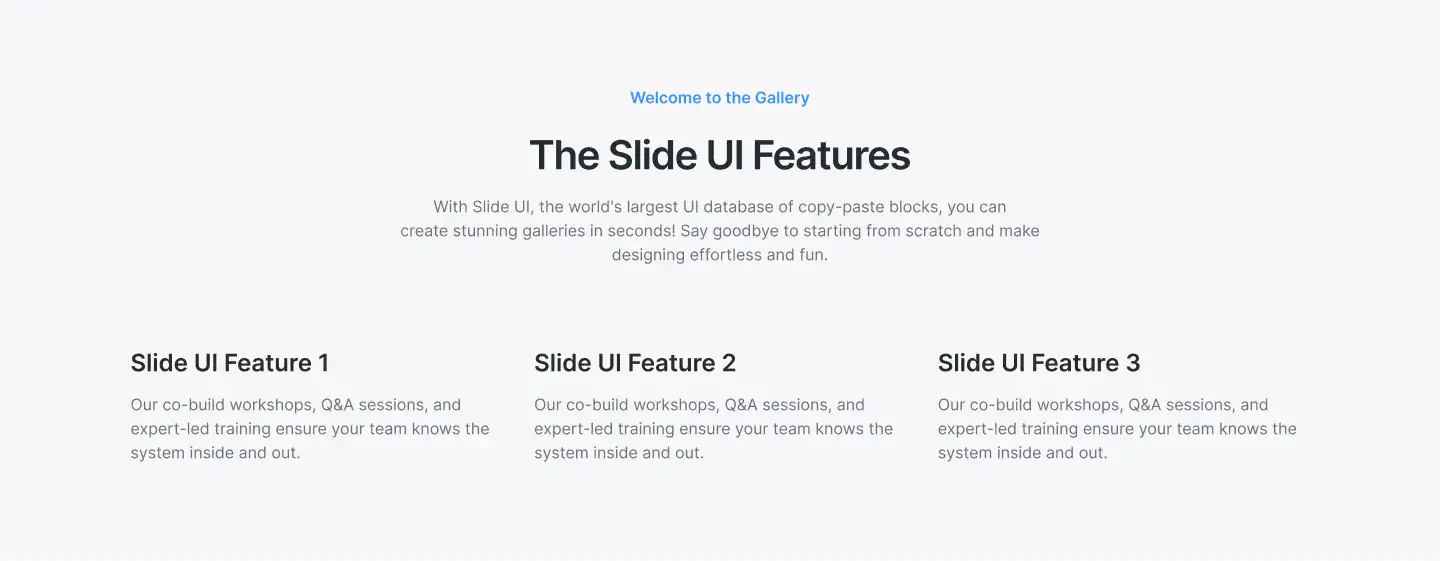 Welcome to the Gallery
The Slide UI Features
With Slide UI, the world's largest UI database of copy-paste blocks, you can
create stunning galleries in seconds! Say goodbye to starting from scratch and make
designing effortless and fun.
Slide UI Feature 1
Our co-build workshops, Q&A sessions, and
expert-led training ensure your team knows the
system inside and out.
Slide UI Feature 2
Our co-build workshops, Q&A sessions, and
expert-led training ensure your team knows the
system inside and out.
Slide UI Feature 3
Our co-build workshops, Q&A sessions, and
expert-led training ensure your team knows the
system inside and out.